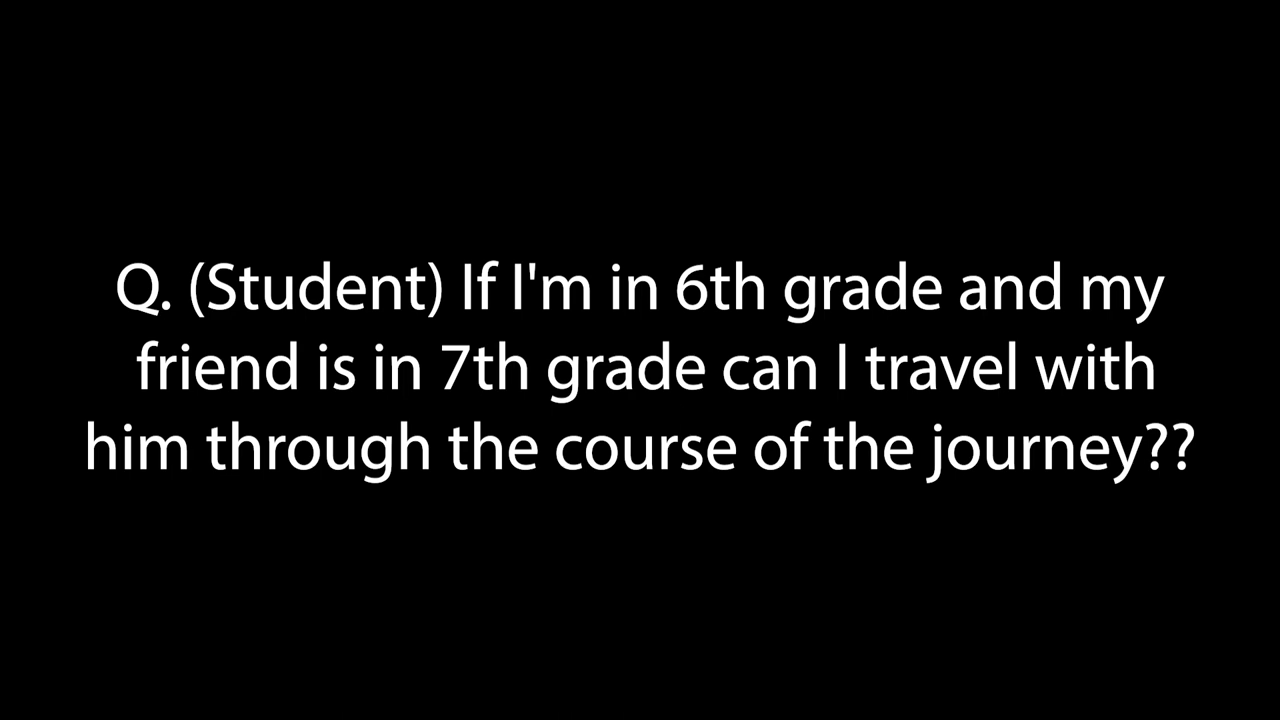 Q. (Student) If I'm in 6th grade and my
friend is in 7th grade can I travel with
him through the course of the journey??